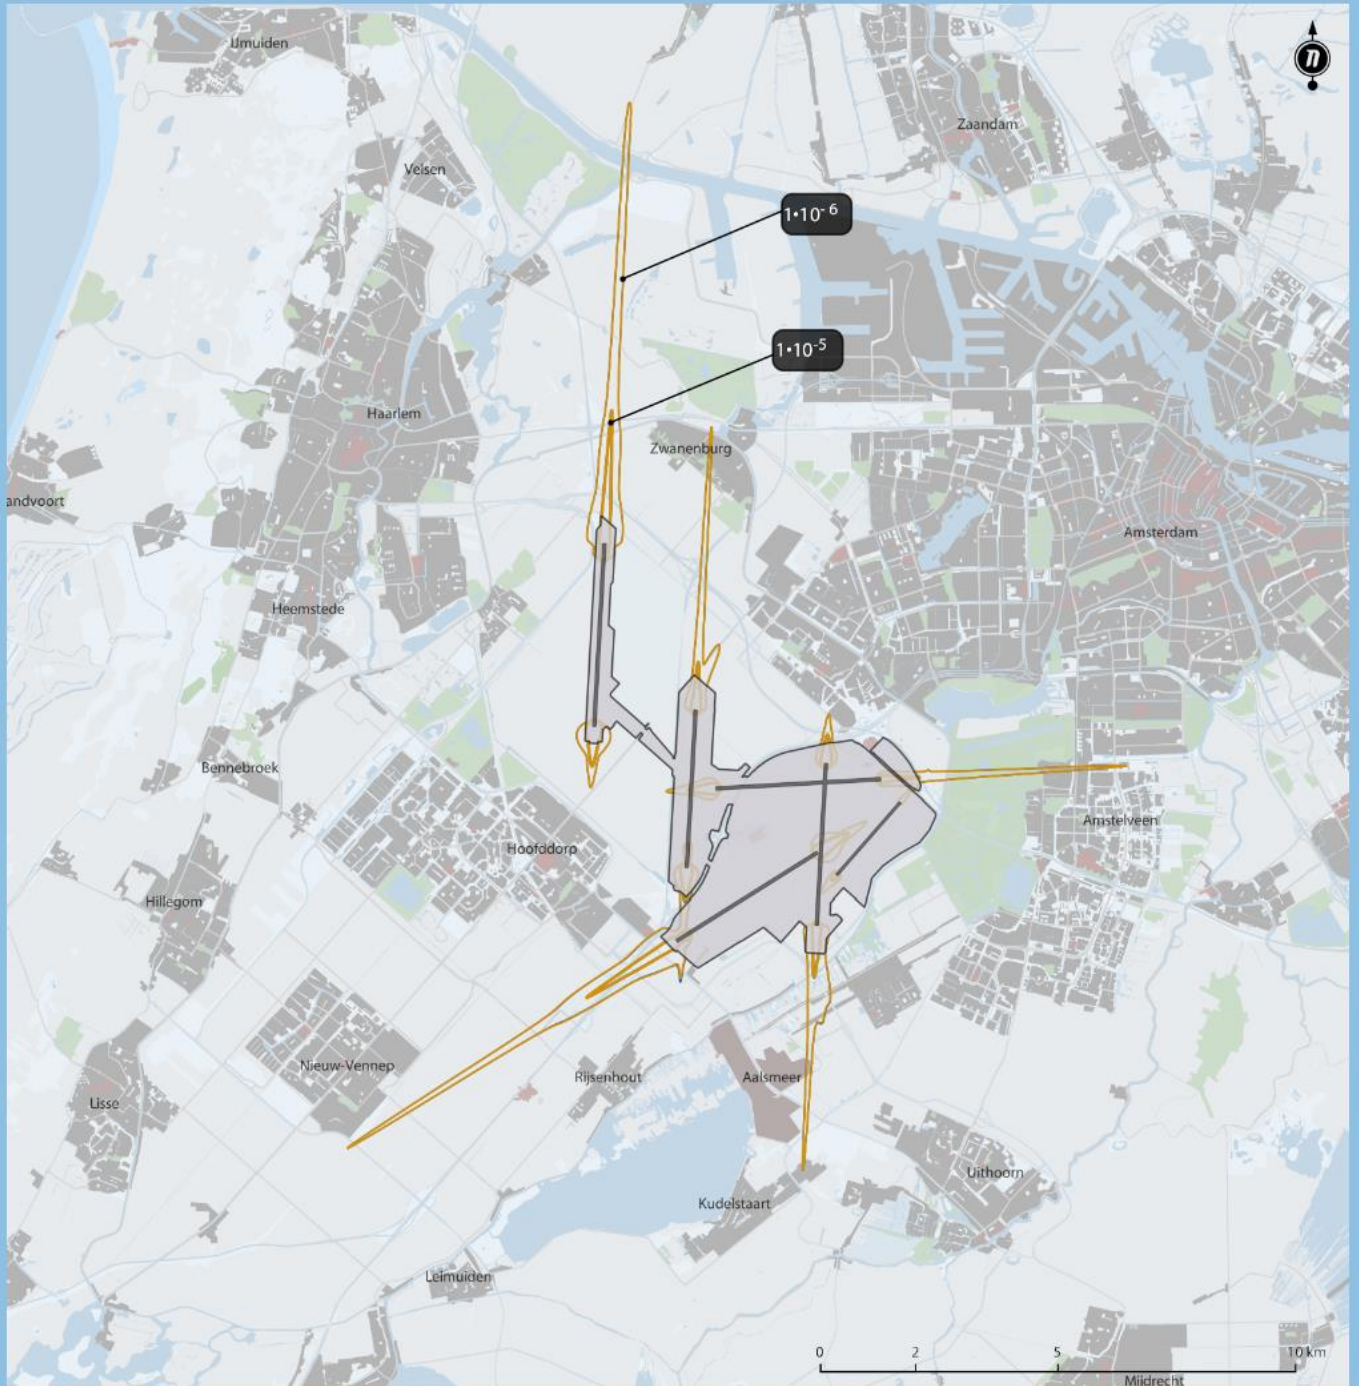 IJmuiden
n
Zaandam
Velsen
1•10⁻⁶
1•10⁻⁵
Haarlem
Zwanenburg
andvoort
Amsterdam
Heemstede
Bennebroek
Amstelveen
Hoofddorp
Hillegom
Nieuw-Vennep
Rijsenhout
Aalsmeer
Lisse
Uithoorn
Kudelstaart
Leimuiden
0 2 5 10 km
Mijdrecht